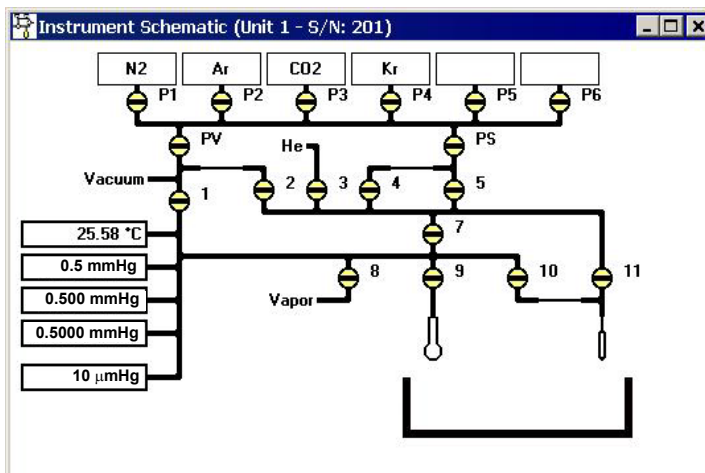 Instrument Schematic (Unit 1 - S/N: 201)
N2 Ar CO2 Kr
P1 P2 P3 P4 P5 P6
PV He PS
Vacuum 1 2 3 4 5
25.58 °C 7
0.5 mmHg 8 9 10 11
0.500 mmHg Vapor
0.5000 mmHg
10 μmHg